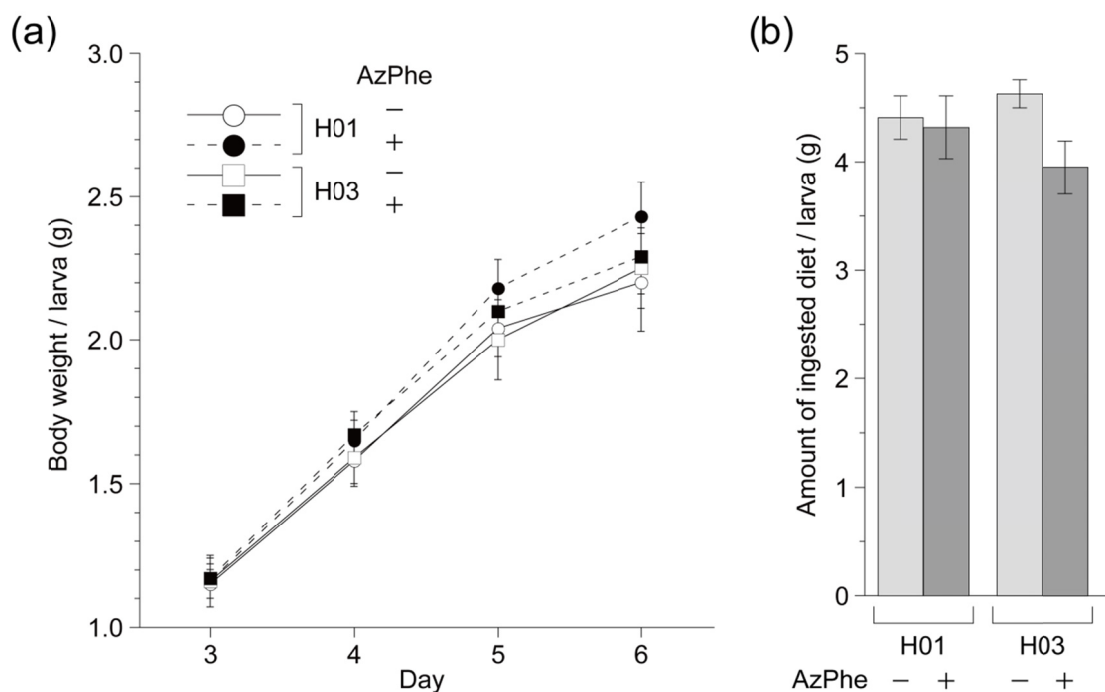 (a)
3.0
2.5
2.0
1.5
1.0
Body weight / larva (g)
AzPhe
H01
−
+
H03
−
+
3 4 5 6
Day
(b)
5
4
3
2
1
0
Amount of ingested diet / larva (g)
H01 H03
AzPhe − + − +